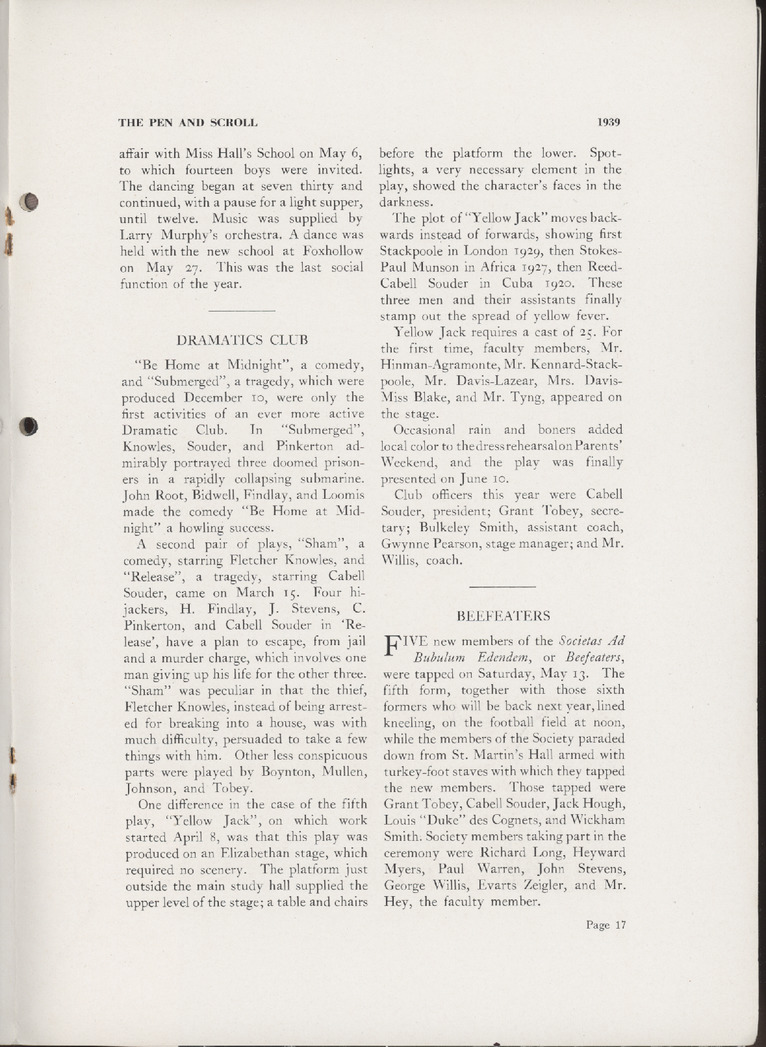 THE PEN AND SCROLL
1939
affair with Miss Hall's School on May 6,
to which fourteen boys were invited.
The dancing began at seven thirty and
continued, with a pause for a light supper,
until twelve. Music was supplied by
Larry Murphy's orchestra. A dance was
held with the new school at Foxhollow
on May 27. This was the last social
function of the year.
DRAMATICS CLUB
"Be Home at Midnight", a comedy,
and "Submerged", a tragedy, which were
produced December 10, were only the
first activities of an ever more active
Dramatic Club. In "Submerged",
Knowles, Souder, and Pinkerton ad-
mirably portrayed three doomed prison-
ers in a rapidly collapsing submarine.
John Root, Bidwell, Findlay, and Loomis
made the comedy "Be Home at Mid-
night" a howling success.
A second pair of plays, "Sham", a
comedy, starring Fletcher Knowles, and
"Release", a tragedy, starring Cabell
Souder, came on March 15. Four hi-
jackers, H. Findlay, J. Stevens, C.
Pinkerton, and Cabell Souder in 'Re-
lease', have a plan to escape, from jail
and a murder charge, which involves one
man giving up his life for the other three.
"Sham" was peculiar in that the thief,
Fletcher Knowles, instead of being arrest-
ed for breaking into a house, was with
much difficulty, persuaded to take a few
things with him. Other less conspicuous
parts were played by Boynton, Mullen,
Johnson, and Tobey.
One difference in the case of the fifth
play, "Yellow Jack", on which work
started April 8, was that this play was
produced on an Elizabethan stage, which
required no scenery. The platform just
outside the main study hall supplied the
upper level of the stage; a table and chairs
before the platform the lower. Spot-
lights, a very necessary element in the
play, showed the character's faces in the
darkness.
The plot of "Yellow Jack" moves back-
wards instead of forwards, showing first
Stackpoole in London 1929, then Stokes-
Paul Munson in Africa 1927, then Reed-
Cabell Souder in Cuba 1920. These
three men and their assistants finally
stamp out the spread of yellow fever.
Yellow Jack requires a cast of 25. For
the first time, faculty members, Mr.
Hinman-Agramonte, Mr. Kennard-Stack-
poole, Mr. Davis-Lazear, Mrs. Davis-
Miss Blake, and Mr. Tyng, appeared on
the stage.
Occasional rain and boners added
local color to the dress rehearsal on Parents'
Weekend, and the play was finally
presented on June 10.
Club officers this year were Cabell
Souder, president; Grant Tobey, secre-
tary; Bulkeley Smith, assistant coach,
Gwynne Pearson, stage manager; and Mr.
Willis, coach.
BEEFEATERS
FIVE new members of the Societas Ad
Bubulum Edendem, or Beefeaters,
were tapped on Saturday, May 13. The
fifth form, together with those sixth
formers who will be back next year, lined
kneeling, on the football field at noon,
while the members of the Society paraded
down from St. Martin's Hall armed with
turkey-foot staves with which they tapped
the new members. Those tapped were
Grant Tobey, Cabell Souder, Jack Hough,
Louis "Duke" des Cognets, and Wickham
Smith. Society members taking part in the
ceremony were Richard Long, Heyward
Myers, Paul Warren, John Stevens,
George Willis, Evarts Zeigler, and Mr.
Hey, the faculty member.
Page 17